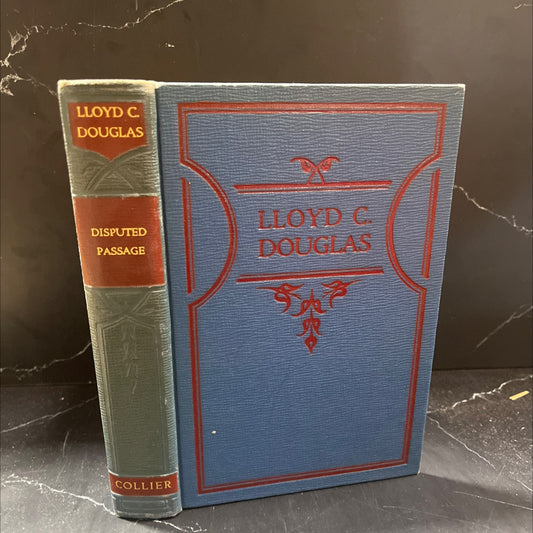 LLOYD C.
DOUGLAS
DISPUTED
PASSAGE
COLLIER
LLOYD C.
DOUGLAS